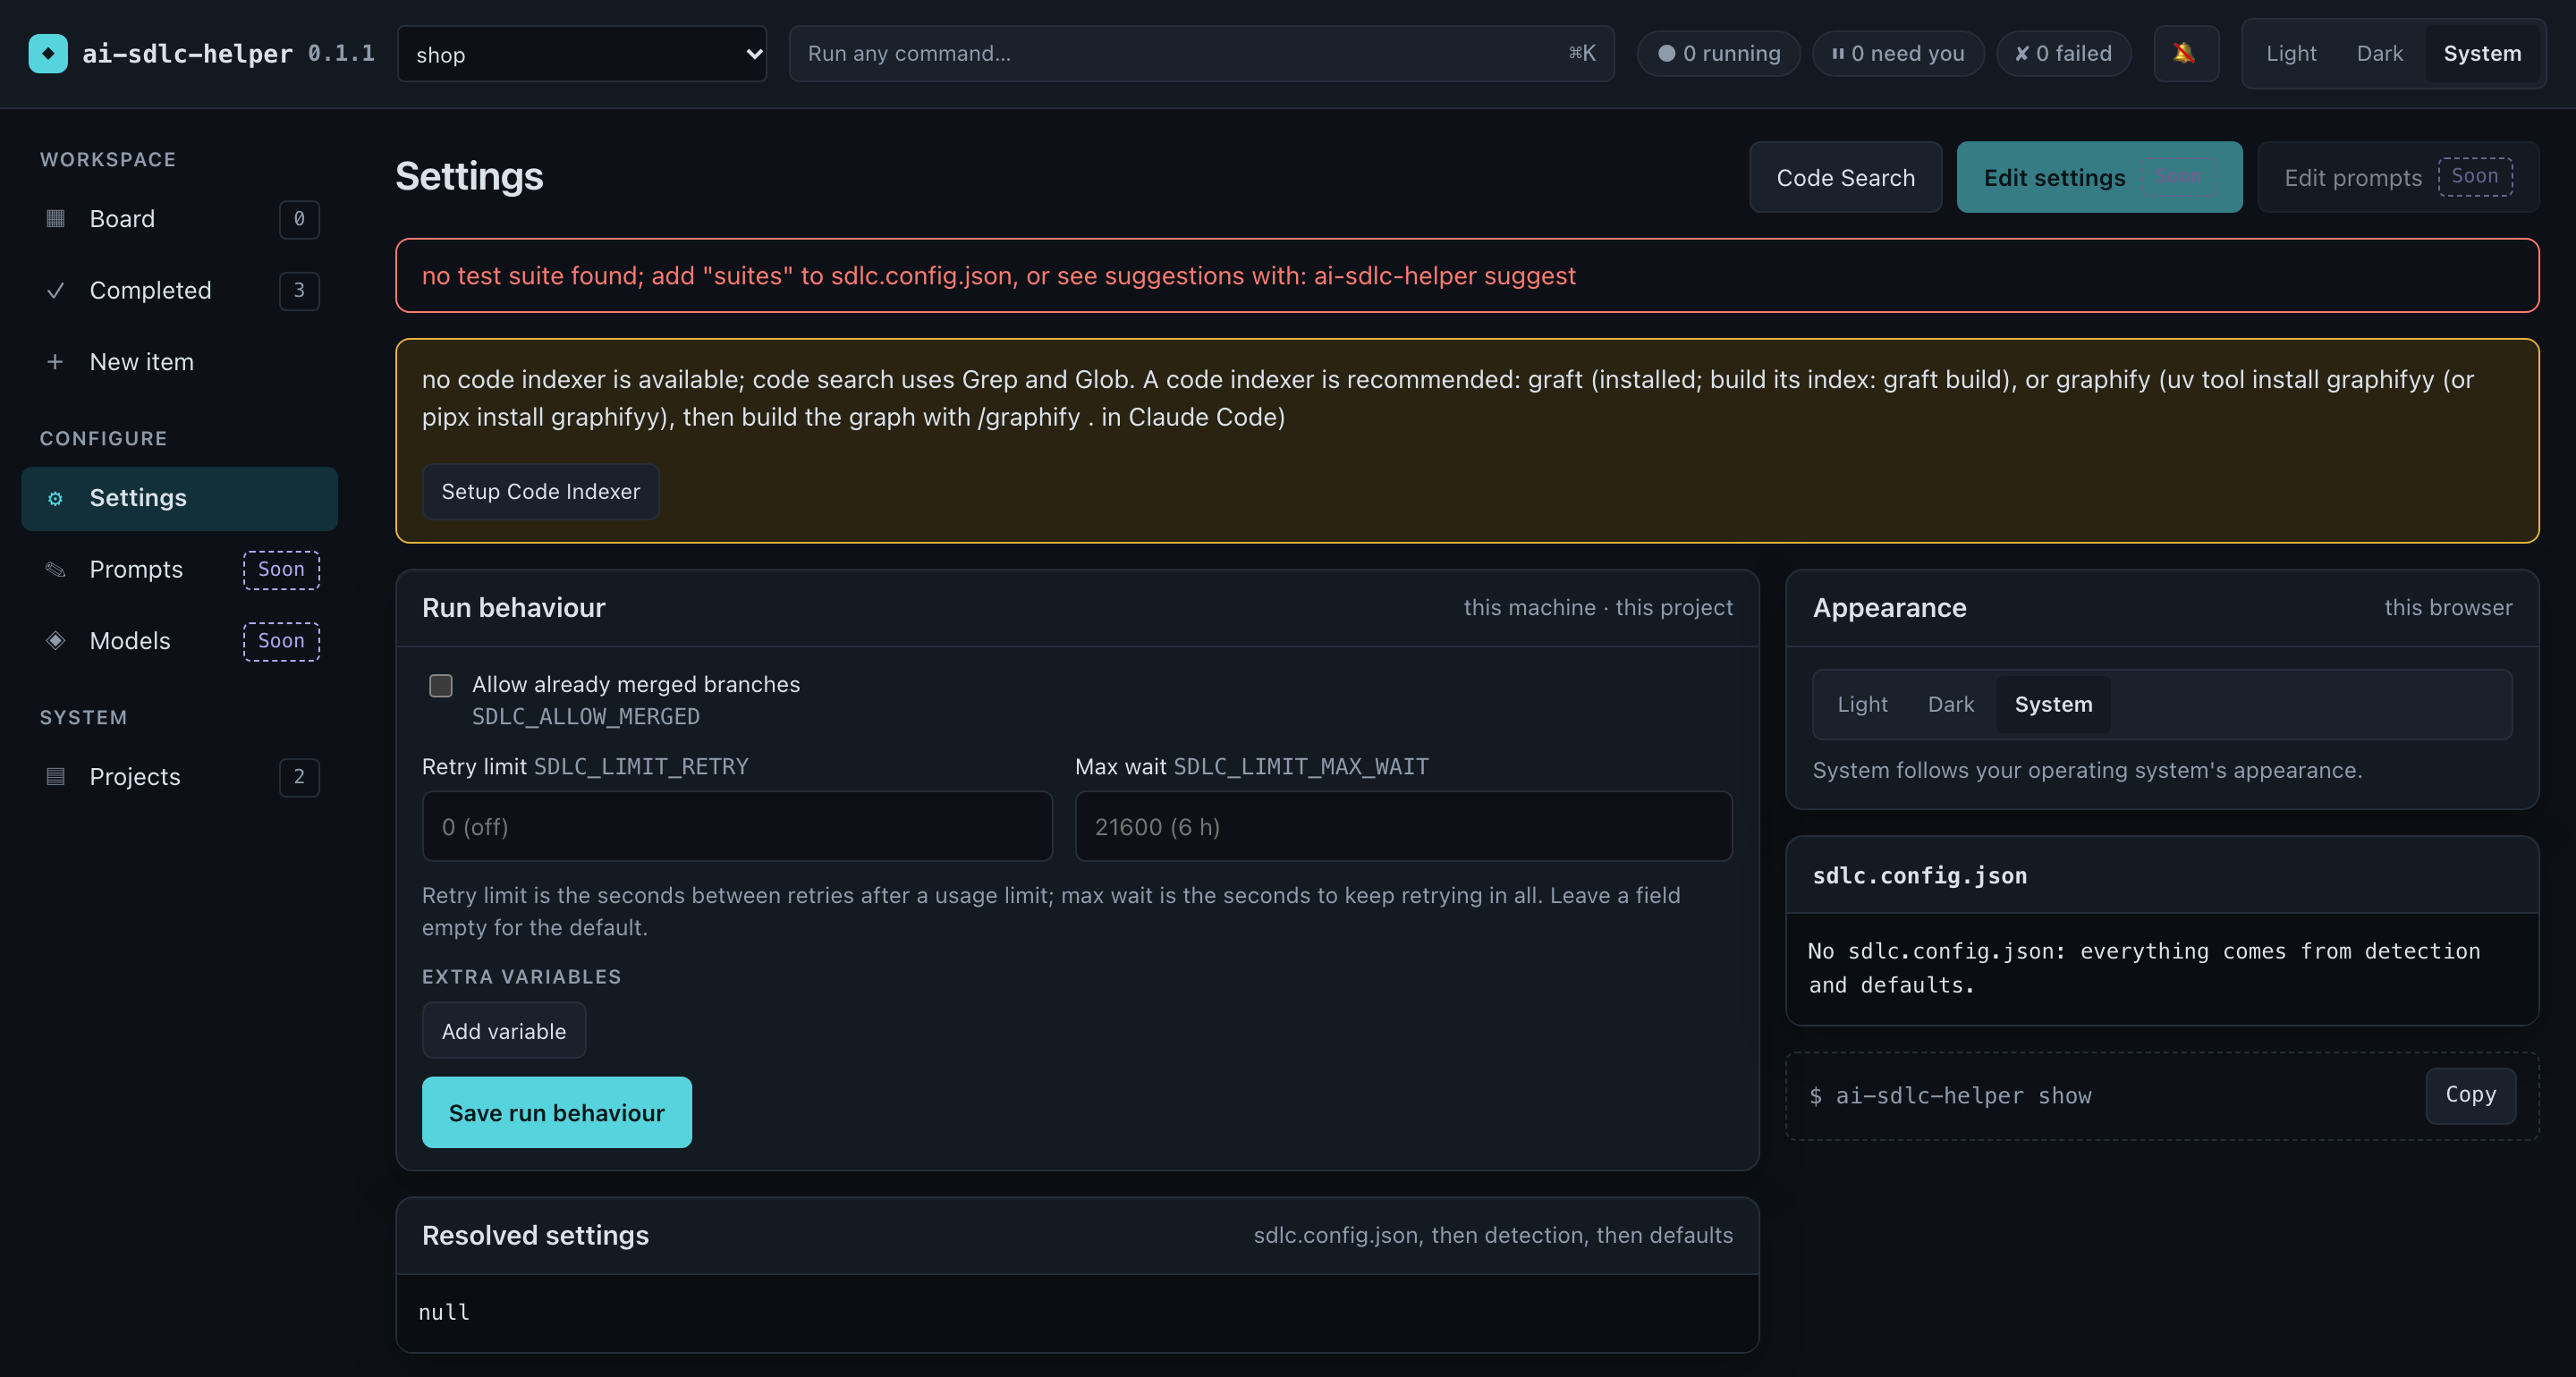 ai-sdlc-helper 0.1.1
shop
Run any command...
⌘K
0 running
0 need you
✘ 0 failed
Light
Dark
System
WORKSPACE
Board
0
Completed
3
New item
CONFIGURE
Settings
Prompts
Soon
Models
Soon
SYSTEM
Projects
2
Settings
Code Search
Edit settings
Soon
Edit prompts
Soon
no test suite found; add "suites" to sdlc.config.json, or see suggestions with: ai-sdlc-helper suggest
no code indexer is available; code search uses Grep and Glob. A code indexer is recommended: graft (installed; build its index: graft build), or graphify (uv tool install graphifyy (or
pipx install graphifyy), then build the graph with /graphify . in Claude Code)
Setup Code Indexer
Run behaviour
this machine · this project
Allow already merged branches
SDLC_ALLOW_MERGED
Retry limit SDLC_LIMIT_RETRY
Max wait SDLC_LIMIT_MAX_WAIT
0 (off)
21600 (6 h)
Retry limit is the seconds between retries after a usage limit; max wait is the seconds to keep retrying in all. Leave a field
empty for the default.
EXTRA VARIABLES
Add variable
Save run behaviour
Resolved settings
sdlc.config.json, then detection, then defaults
null
Appearance
this browser
Light
Dark
System
System follows your operating system's appearance.
sdlc.config.json
No sdlc.config.json: everything comes from detection
and defaults.
$ ai-sdlc-helper show
Copy